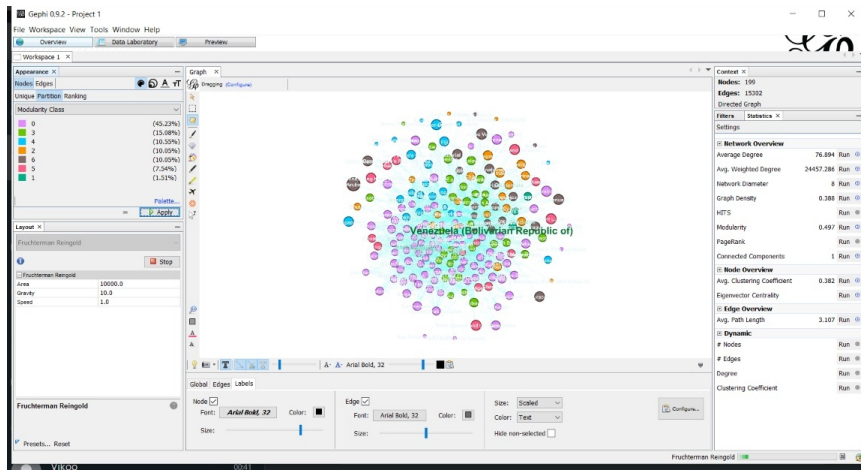 Gephi 0.9.2 - Project 1
File Workspace View Tools Window Help
Overview Data Laboratory Preview
Workspace 1
Appearance
Nodes Edges
Unique Partition Ranking
Modularity Class
0 (45.23%)
3 (15.08%)
4 (10.55%)
2 (10.05%)
6 (10.05%)
5 (7.54%)
1 (1.51%)
Palette...
Apply
Layout
Fruchterman Reingold
Stop
Fruchterman Reingold
Area 10000.0
Gravity 10.0
Speed 1.0
Fruchterman Reingold
Presets... Reset
Graph
Dragging (Configure)
Venezuela (Bolivarian Republic of)
A- A- Arial Bold, 32
Global Edges Labels
Node
Font: Arial Bold, 32 Color:
Size:
Edge
Font: Arial Bold, 32 Color:
Size:
Size: Scaled
Color: Text
Hide non-selected
Configure...
Context
Nodes: 199
Edges: 15302
Directed Graph
Filters Statistics
Settings
Network Overview
Average Degree 76.894 Run
Avg. Weighted Degree 24457.286 Run
Network Diameter 8 Run
Graph Density 0.388 Run
HITS Run
Modularity 0.497 Run
PageRank Run
Connected Components 1 Run
Node Overview
Avg. Clustering Coefficient 0.382 Run
Eigenvector Centrality Run
Edge Overview
Avg. Path Length 3.107 Run
Dynamic
# Nodes Run
# Edges Run
Degree Run
Clustering Coefficient Run
Fruchterman Reingold
Vikoo 00:41